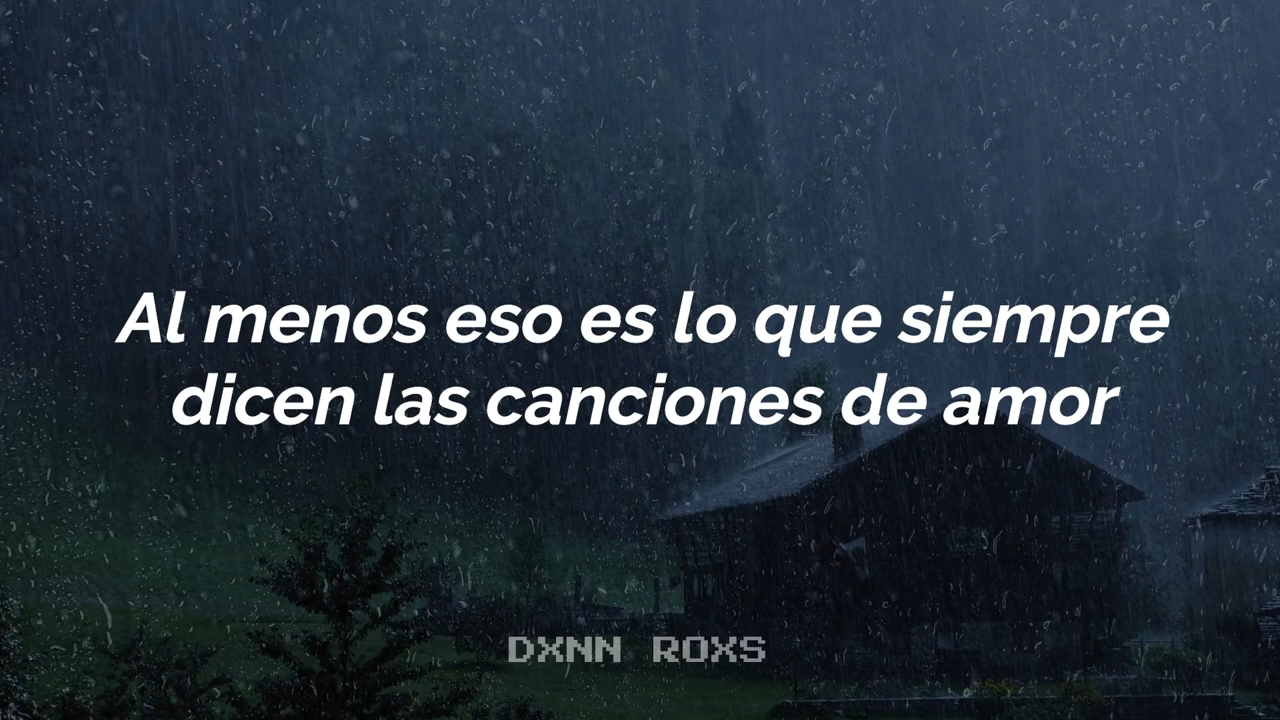 Al menos eso es lo que siempre
dicen las canciones de amor
DXNN ROXS